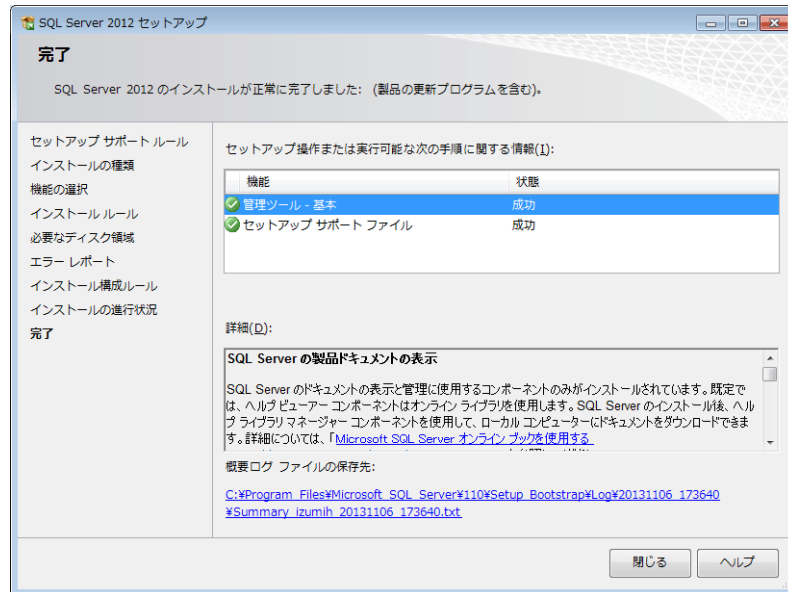 SQL Server 2012 セットアップ
完了
SQL Server 2012 のインストールが正常に完了しました: (製品の更新プログラムを含む)。
セットアップ サポート ルール
インストールの種類
機能の選択
インストール ルール
必要なディスク領域
エラー レポート
インストール構成ルール
インストールの進行状況
完了
セットアップ操作または実行可能な次の手順に関する情報(I):
機能 状態
管理ツール - 基本 成功
セットアップ サポート ファイル 成功
詳細(D):
SQL Server の製品ドキュメントの表示
SQL Server のドキュメントの表示と管理に使用するコンポーネントのみがインストールされています。既定で
は、ヘルプ ビューアー コンポーネントはオンライン ライブラリを使用します。SQL Server のインストール後、ヘル
プ ライブラリ マネージャー コンポーネントを使用して、ローカル コンピューターにドキュメントをダウンロードできま
す。詳細については、「Microsoft SQL Server オンライン ブックを使用する
概要ログ ファイルの保存先:
C:¥Program Files¥Microsoft SQL Server¥110¥Setup Bootstrap¥Log¥20131106_173640
¥Summary_izumih_20131106_173640.txt
閉じる
ヘルプ